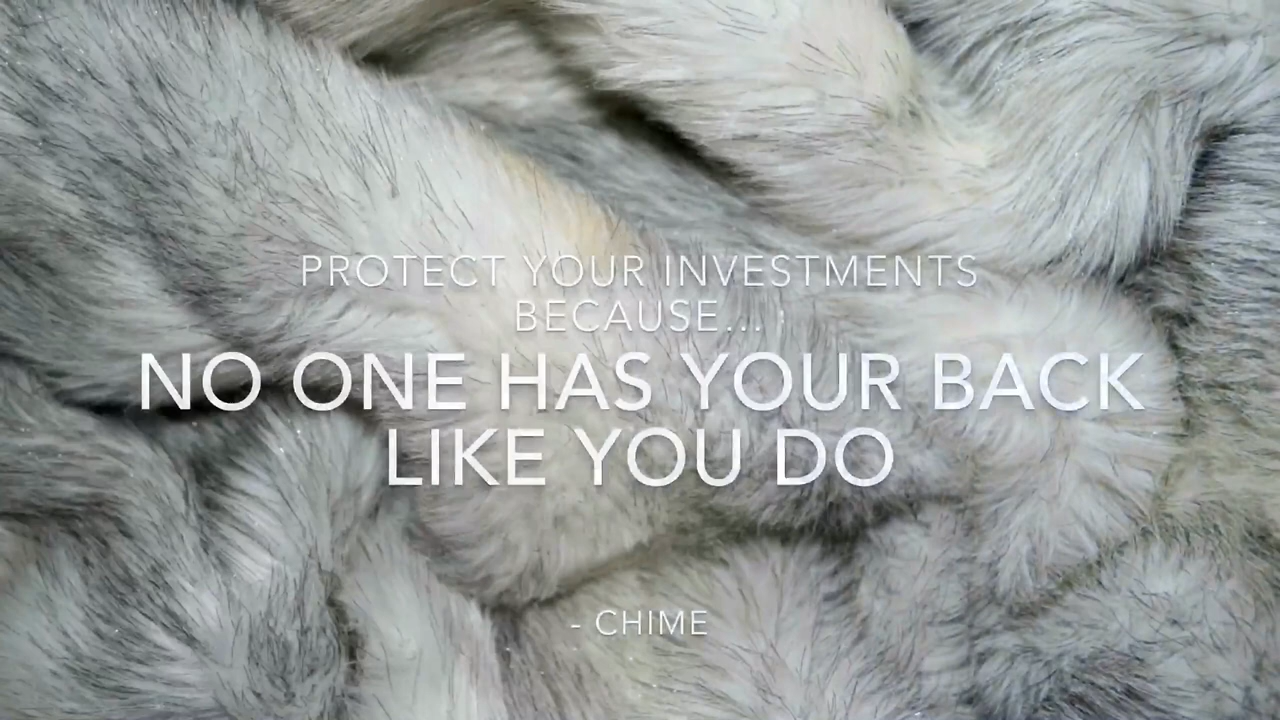 PROTECT YOUR INVESTMENTS
BECAUSE...
NO ONE HAS YOUR BACK
LIKE YOU DO
- CHIME